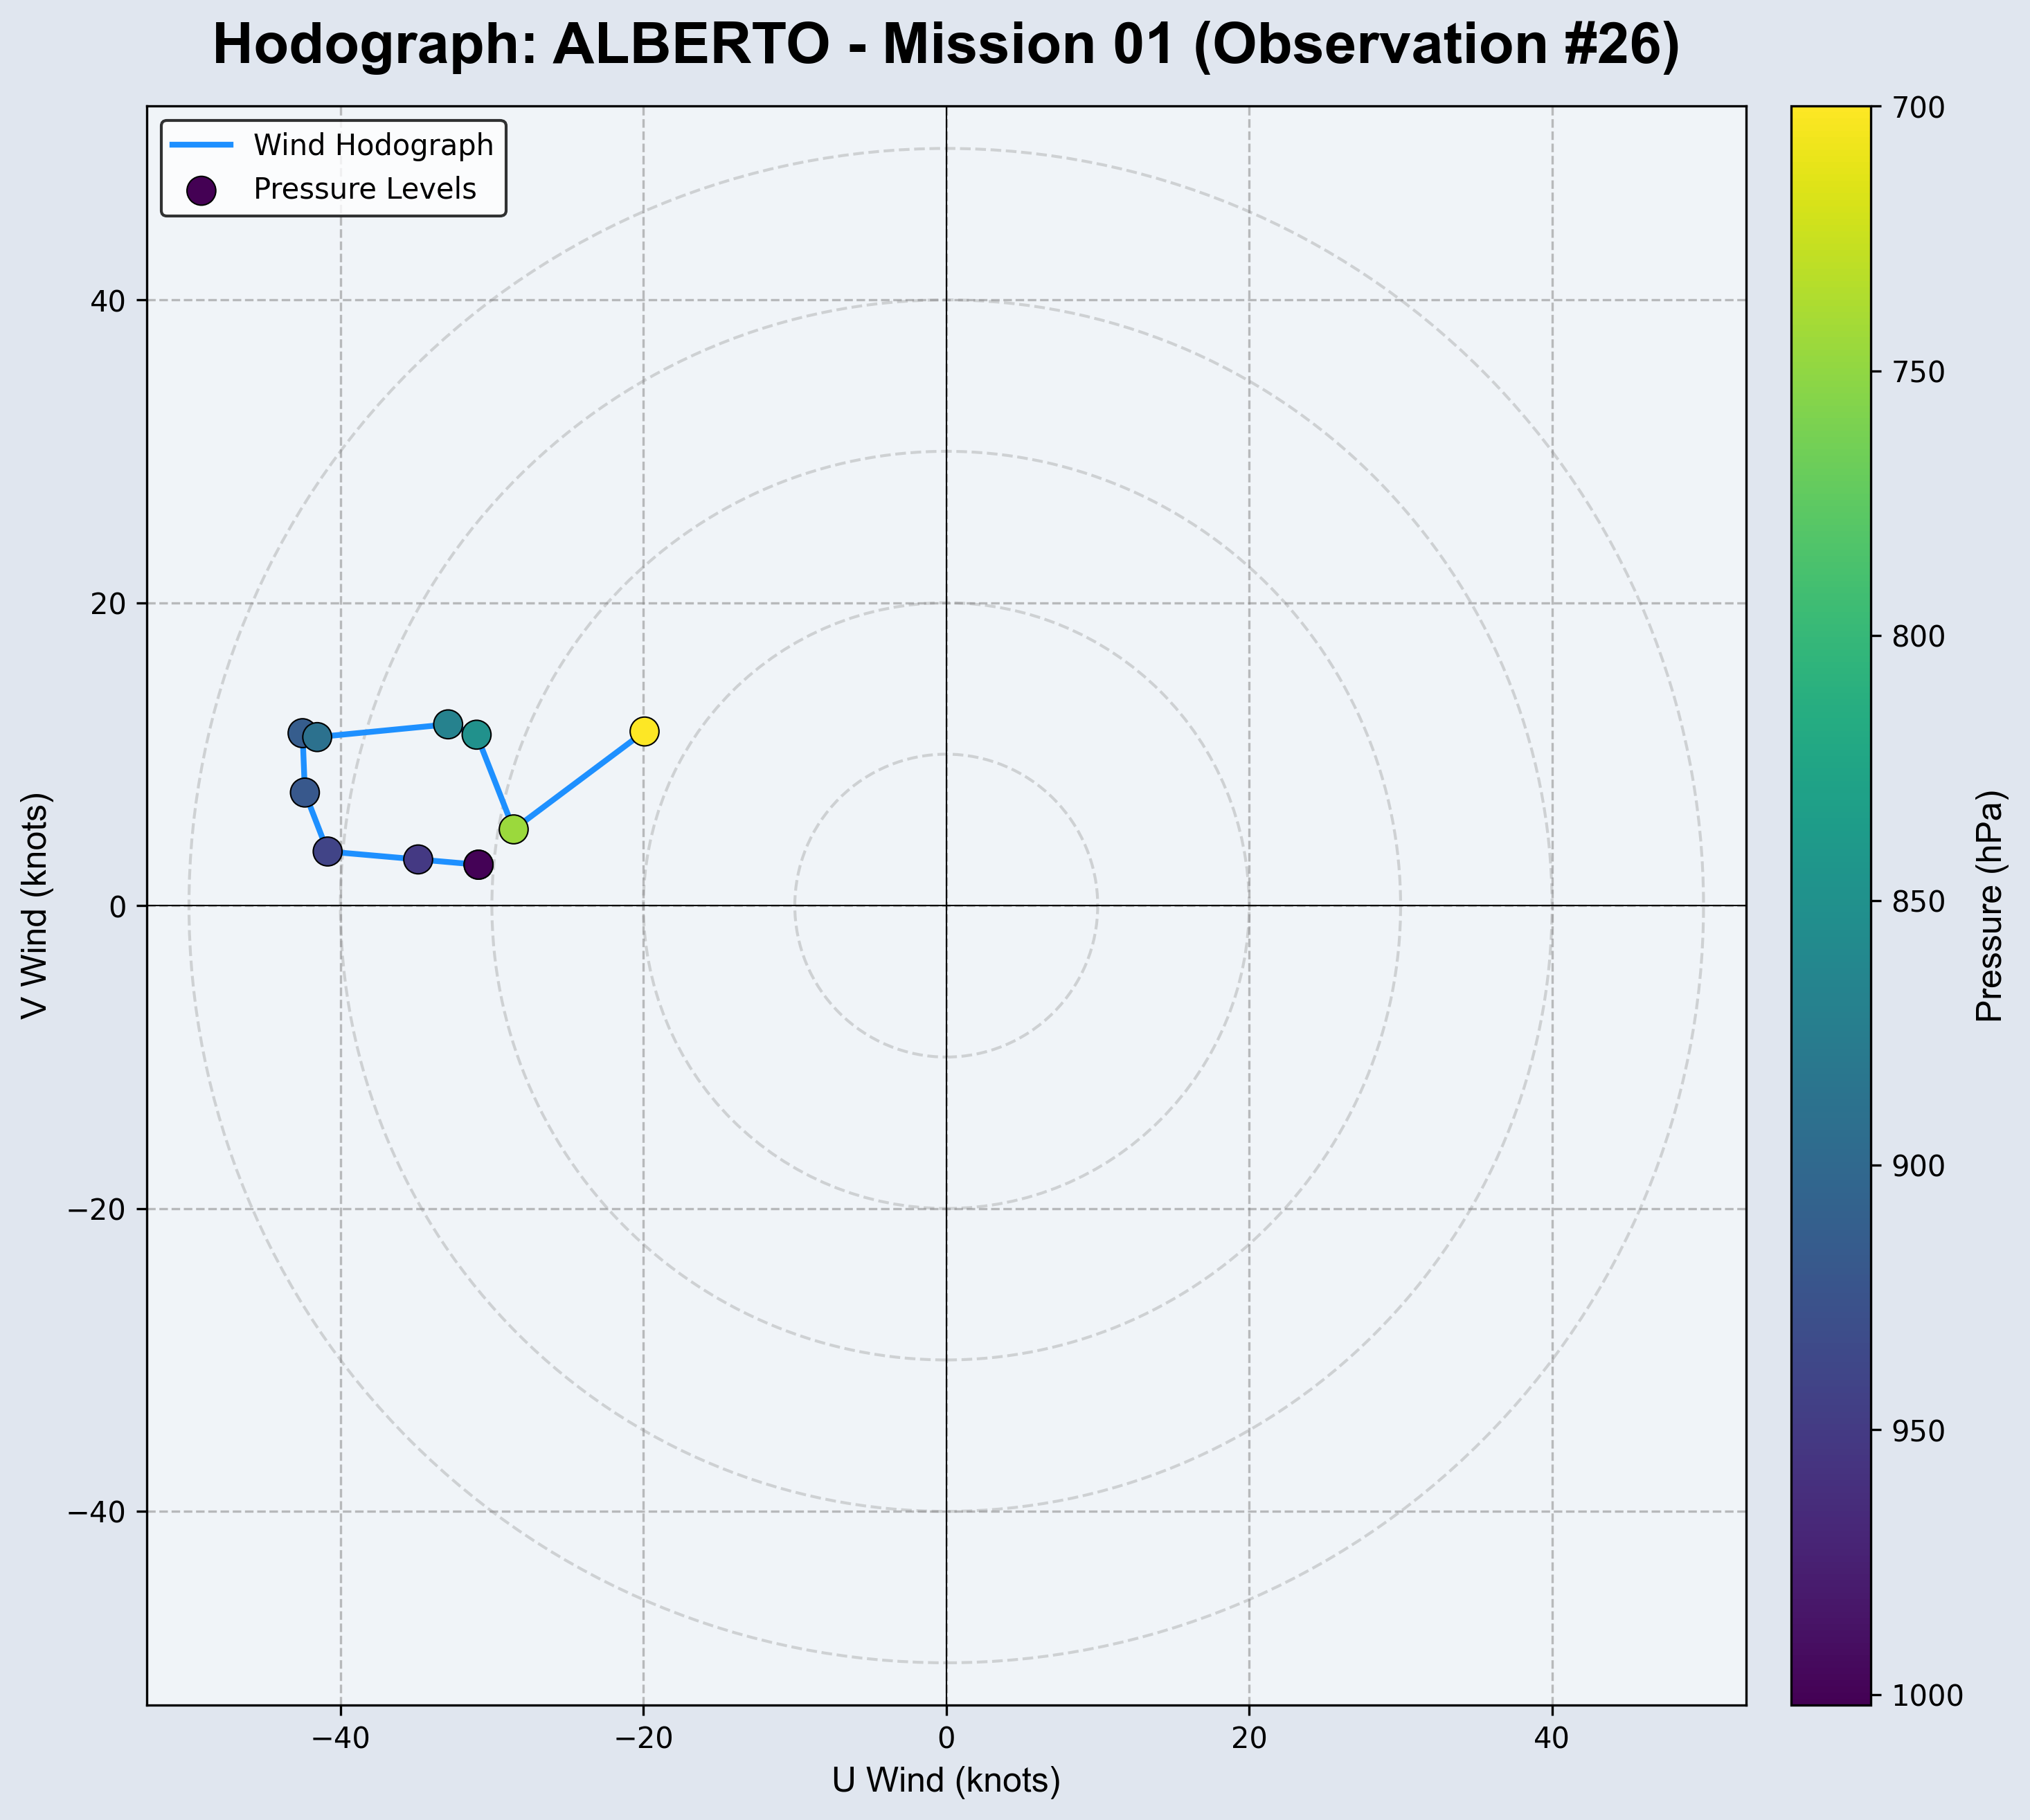 Hodograph: ALBERTO - Mission 01 (Observation #26)
Wind Hodograph
Pressure Levels
V Wind (knots)
40
20
0
−20
−40
−40
−20
0
20
40
U Wind (knots)
700
750
800
850
900
950
1000
Pressure (hPa)